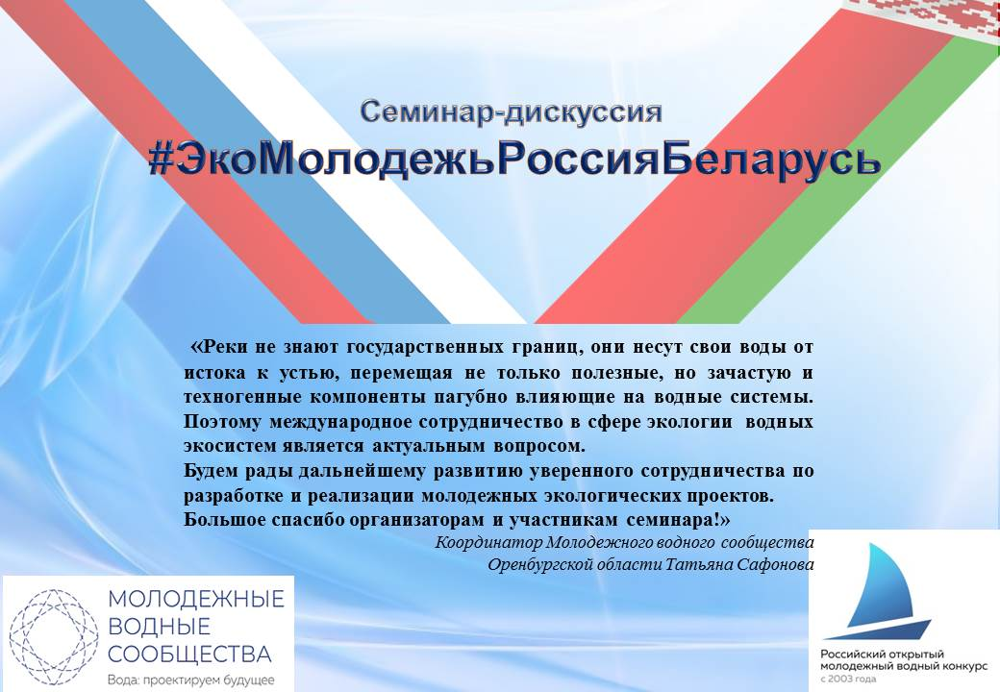 Семинар-дискуссия
#ЭкоМолодежьРоссияБеларусь
«Реки не знают государственных границ, они несут свои воды от
истока к устью, перемещая не только полезные, но зачастую и
техногенные компоненты пагубно влияющие на водные системы.
Поэтому международное сотрудничество в сфере экологии водных
экосистем является актуальным вопросом.
Будем рады дальнейшему развитию уверенного сотрудничества по
разработке и реализации молодежных экологических проектов.
Большое спасибо организаторам и участникам семинара!»
Координатор Молодежного водного сообщества
Оренбургской области Татьяна Сафонова
МОЛОДЕЖНЫЕ
ВОДНЫЕ
СООБЩЕСТВА
Вода: проектируем будущее
Российский открытый
молодежный водный конкурс
с 2003 года